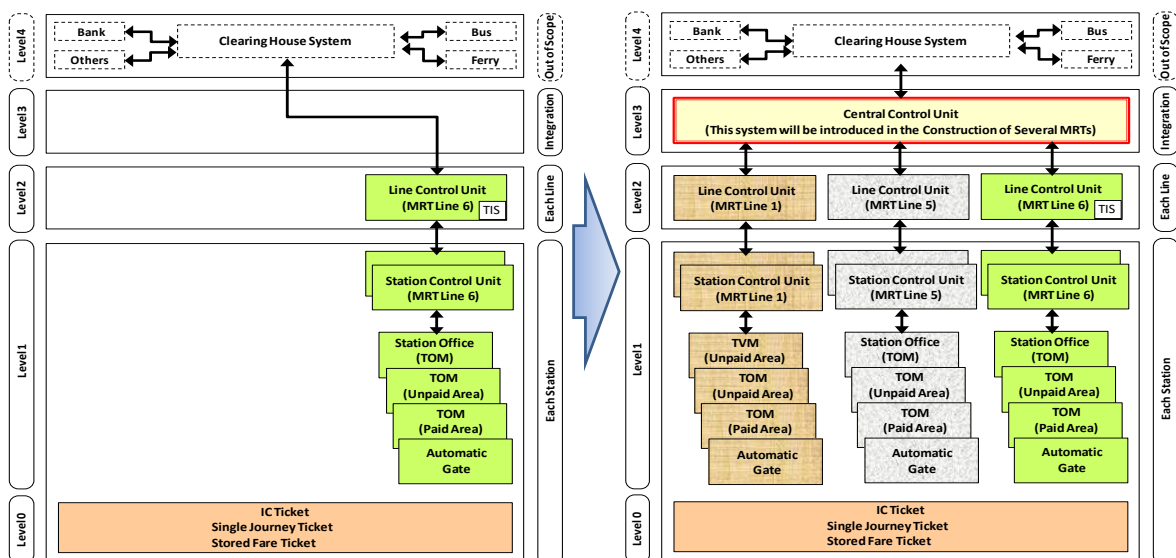 Level4
Bank
Others
Clearing House System
Bus
Ferry
Out of Scope
Level3
Integration
Level2
Line Control Unit
(MRT Line 6)
TIS
Each Line
Level1
Station Control Unit
(MRT Line 6)
Station Office
(TOM)
TOM
(Unpaid Area)
TOM
(Paid Area)
Automatic
Gate
Each Station
Level0
IC Ticket
Single Journey Ticket
Stored Fare Ticket
Level4
Bank
Others
Clearing House System
Bus
Ferry
Out of Scope
Level3
Central Control Unit
(This system will be introduced in the Construction of Several MRTs)
Integration
Level2
Line Control Unit
(MRT Line 1)
Line Control Unit
(MRT Line 5)
Line Control Unit
(MRT Line 6)
TIS
Each Line
Level1
Station Control Unit
(MRT Line 1)
Station Control Unit
(MRT Line 5)
Station Control Unit
(MRT Line 6)
TVM
(Unpaid Area)
TOM
(Unpaid Area)
TOM
(Paid Area)
Automatic
Gate
Station Office
(TOM)
TOM
(Unpaid Area)
TOM
(Paid Area)
Automatic
Gate
Station Office
(TOM)
TOM
(Unpaid Area)
TOM
(Paid Area)
Automatic
Gate
Each Station
Level0
IC Ticket
Single Journey Ticket
Stored Fare Ticket